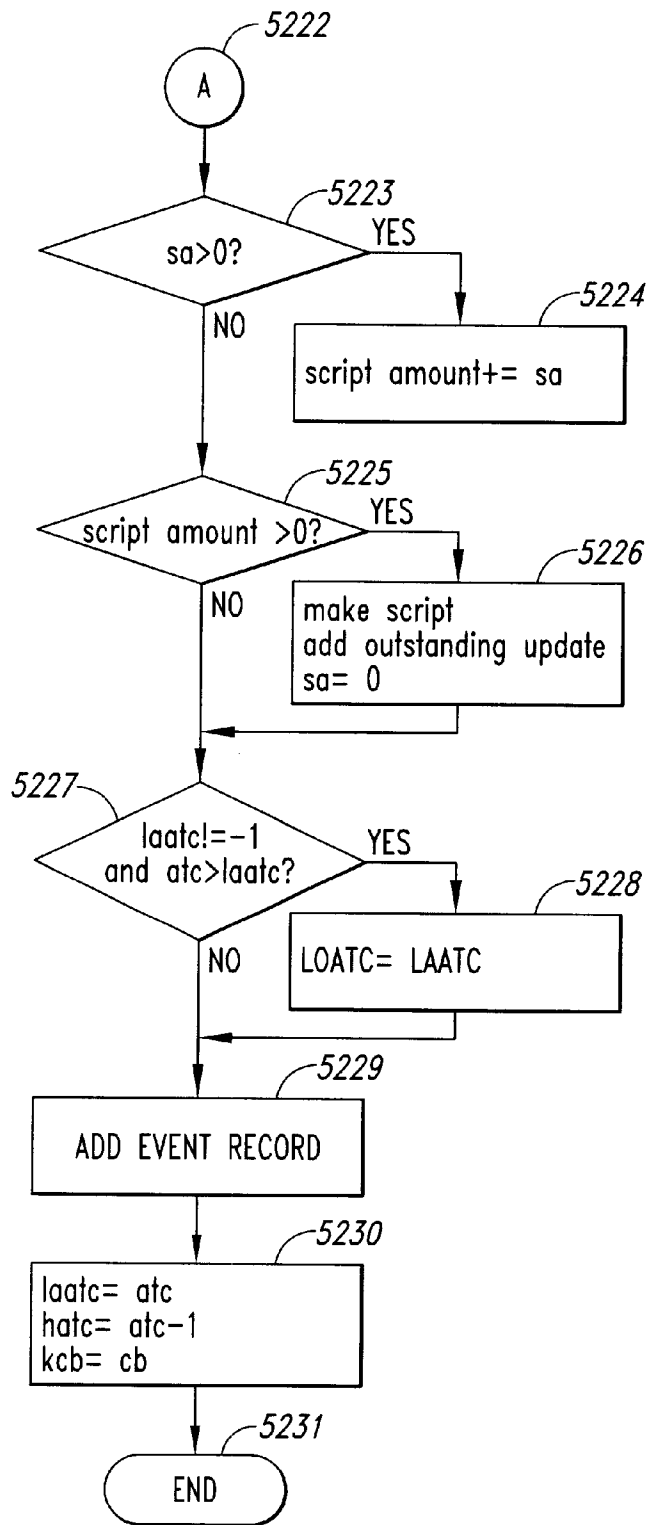 5222
A
5223
sa>0?
YES
NO
5224
script amount+= sa
5225
script amount >0?
YES
NO
5226
make script
add outstanding update
sa= 0
5227
laatc!=-1
and atc>laatc?
YES
NO
5228
LOATC= LAATC
5229
ADD EVENT RECORD
5230
laatc= atc
hatc= atc-1
kcb= cb
5231
END